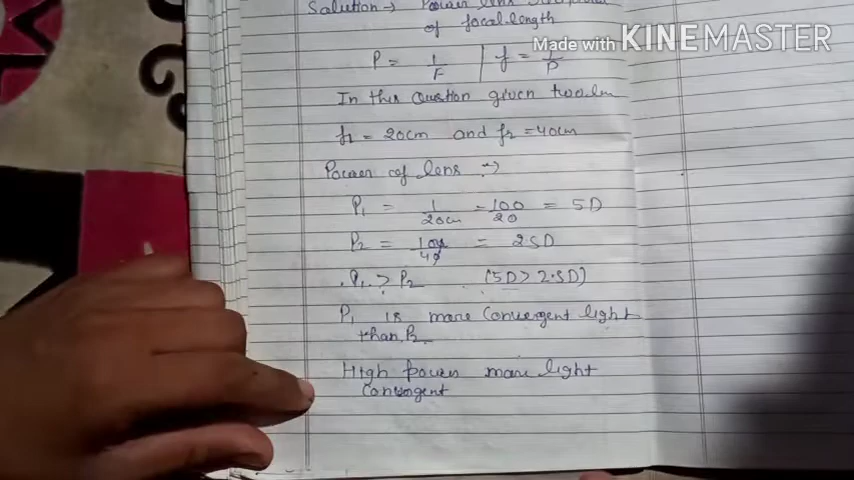 Solution → Power lens
of focal length
P = 1/F | f = 1/P
Made with KINEMASTER
In this Question given two
f1 = 20cm and f2 = 40cm
Power of lens :→
P1 = 1/20cm = 100/20 = 5D
P2 = 100/40 = 2.5D
P1 > P2 (5D > 2.5D)
P1 is more Convergent light
than P2
High power more light
Convergent